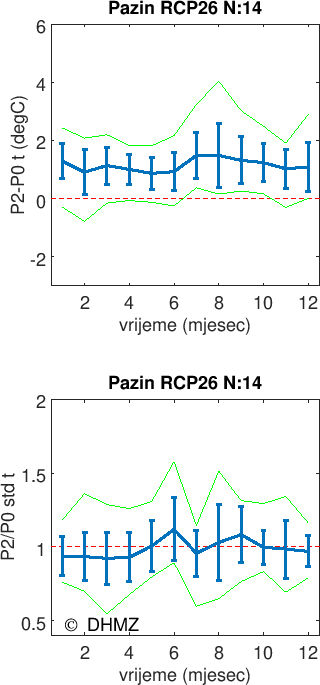 Pazin RCP26 N:14
6
4
2
0
-2
P2-P0 t (degC)
2 4 6 8 10 12
vrijeme (mjesec)
Pazin RCP26 N:14
2
1.5
1
0.5
P2/P0 std t
© DHMZ
2 4 6 8 10 12
vrijeme (mjesec)